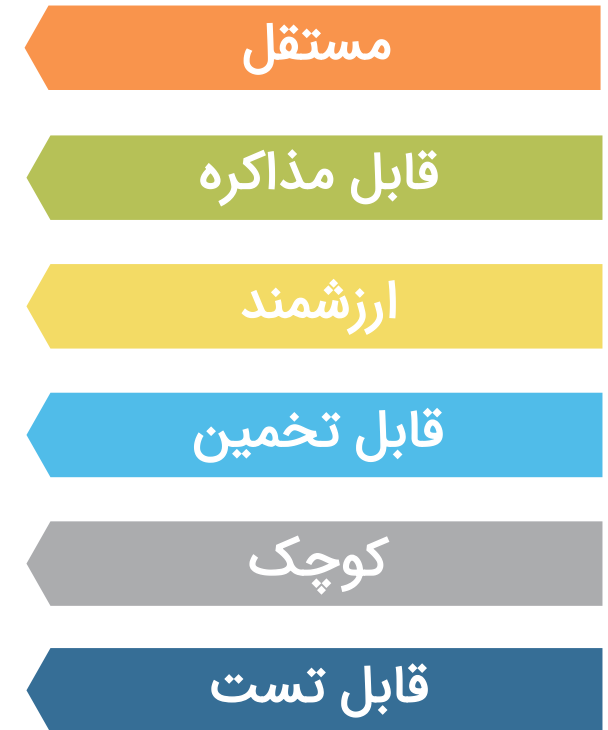 مستقل
قابل مذاکره
ارزشمند
قابل تخمین
کوچک
قابل تست